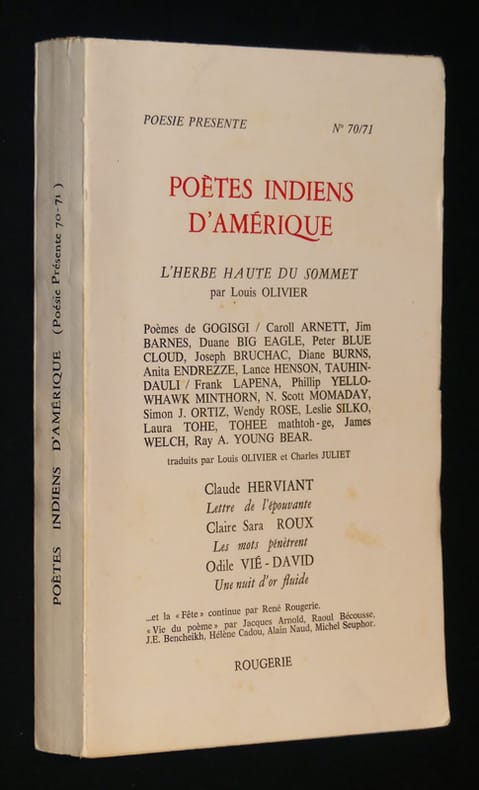 POETES INDIENS D'AMÉRIQUE (Poésie Présente 70-71)
POESIE PRESENTE N° 70/71
POÈTES INDIENS
D'AMÉRIQUE
L'HERBE HAUTE DU SOMMET
par Louis OLIVIER
Poèmes de GOGISGI / Caroll ARNETT, Jim
BARNES, Duane BIG EAGLE, Peter BLUE
CLOUD, Joseph BRUCHAC, Diane BURNS,
Anita ENDREZZE, Lance HENSON, TAUHIN-
DAULI / Frank LAPENA, Phillip YELLO-
WHAWK MINTHORN, N. Scott MOMADAY,
Simon J. ORTIZ, Wendy ROSE, Leslie SILKO,
Laura TOHE, TOHEE mathtoh-ge, James
WELCH, Ray A. YOUNG BEAR.
traduits par Louis OLIVIER et Charles JULIET
Claude HERVIANT
Lettre de l'épouvante
Claire Sara ROUX
Les mots pénètrent
Odile VIÉ-DAVID
Une nuit d'or fluide
...et la « Fête » continue par René Rougerie.
« Vie du poème » par Jacques Arnold, Raoul Bécousse,
J.E. Bencheikh, Hélène Cadou, Alain Naud, Michel Seuphor.
ROUGERIE